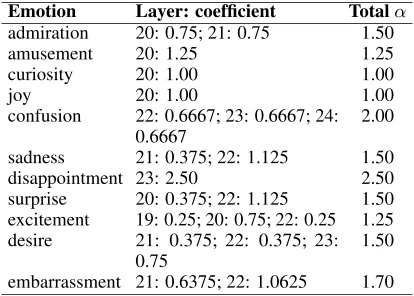 Emotion Layer: coefficient Total α
admiration 20: 0.75; 21: 0.75 1.50
amusement 20: 1.25 1.25
curiosity 20: 1.00 1.00
joy 20: 1.00 1.00
confusion 22: 0.6667; 23: 0.6667; 24: 2.00
0.6667
sadness 21: 0.375; 22: 1.125 1.50
disappointment 23: 2.50 2.50
surprise 20: 0.375; 22: 1.125 1.50
excitement 19: 0.25; 20: 0.75; 22: 0.25 1.25
desire 21: 0.375; 22: 0.375; 23: 1.50
0.75
embarrassment 21: 0.6375; 22: 1.0625 1.70